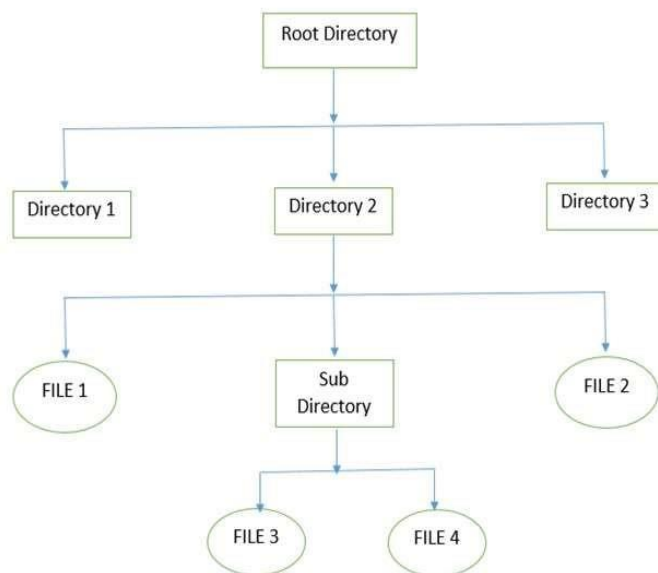 Root Directory
Directory 1
Directory 2
Directory 3
FILE 1
Sub
Directory
FILE 2
FILE 3
FILE 4